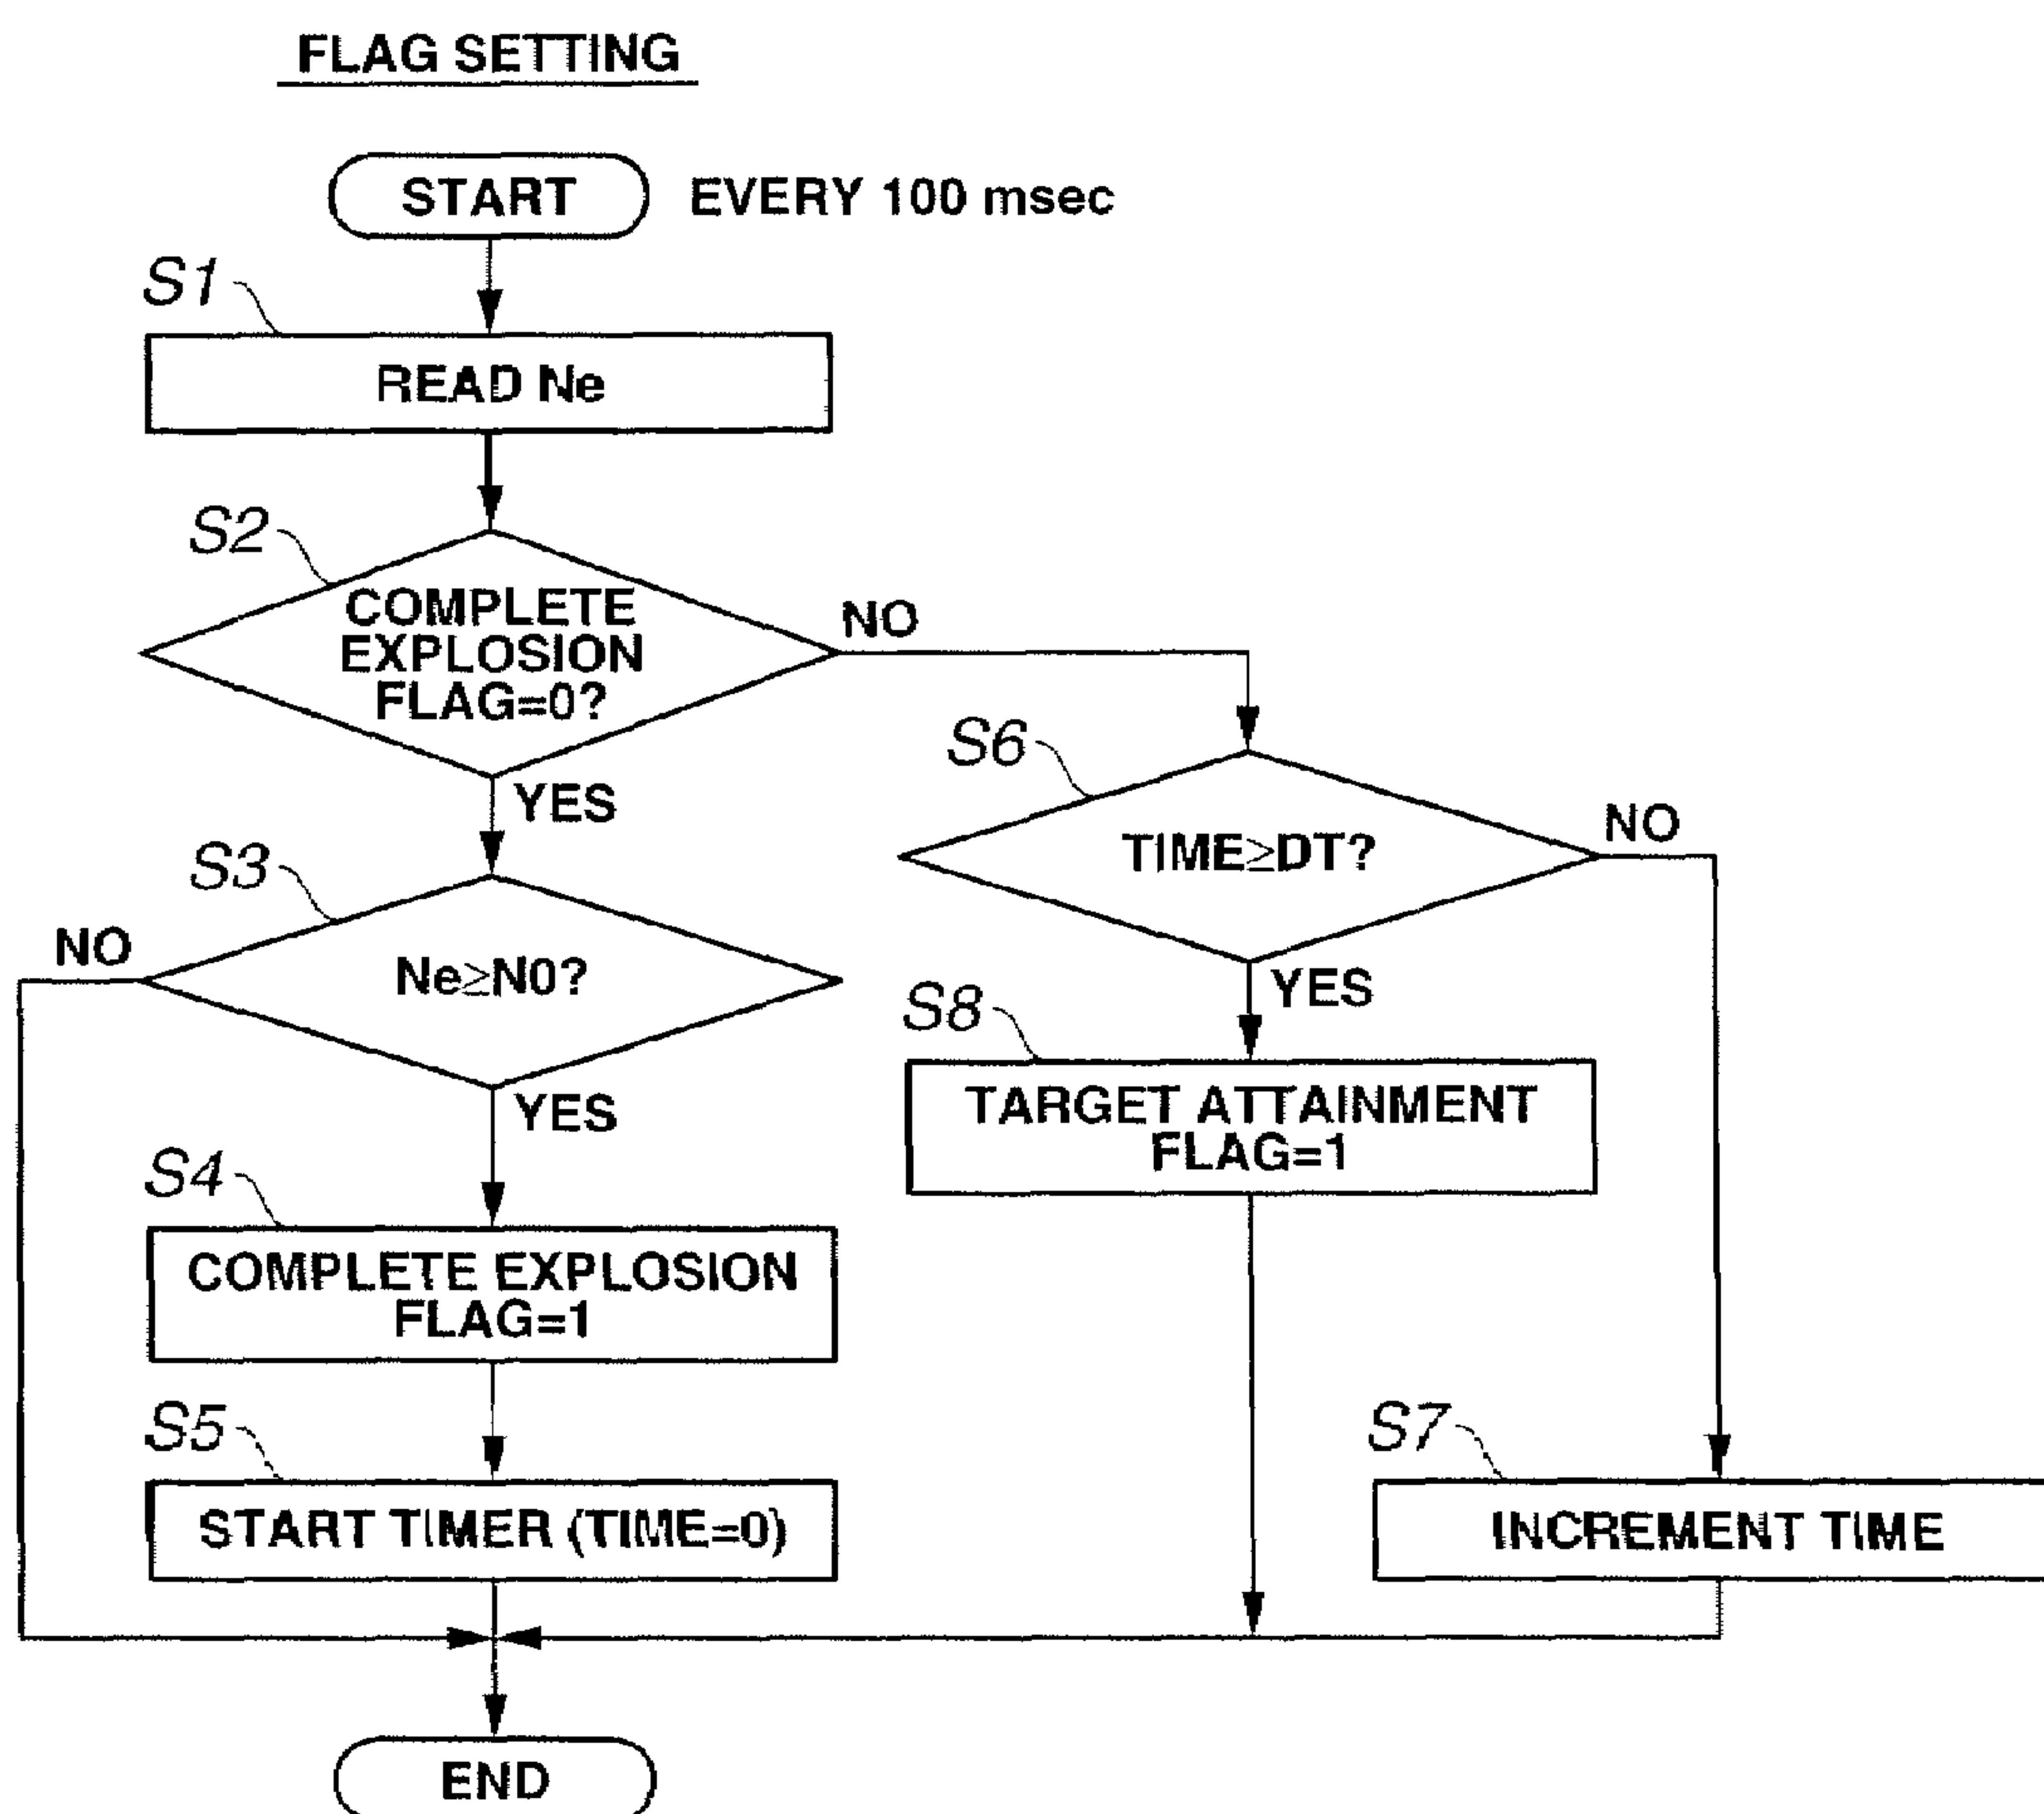 FLAG SETTING
START
EVERY 100 msec
S1
READ Ne
S2
COMPLETE
EXPLOSION
FLAG=0?
NO
YES
S6
TIME≥DT?
NO
YES
S3
NO
Ne≥N0?
YES
S8
TARGET ATTAINMENT
FLAG=1
S4
COMPLETE EXPLOSION
FLAG=1
S5
START TIMER (TIME=0)
S7
INCREMENT TIME
END